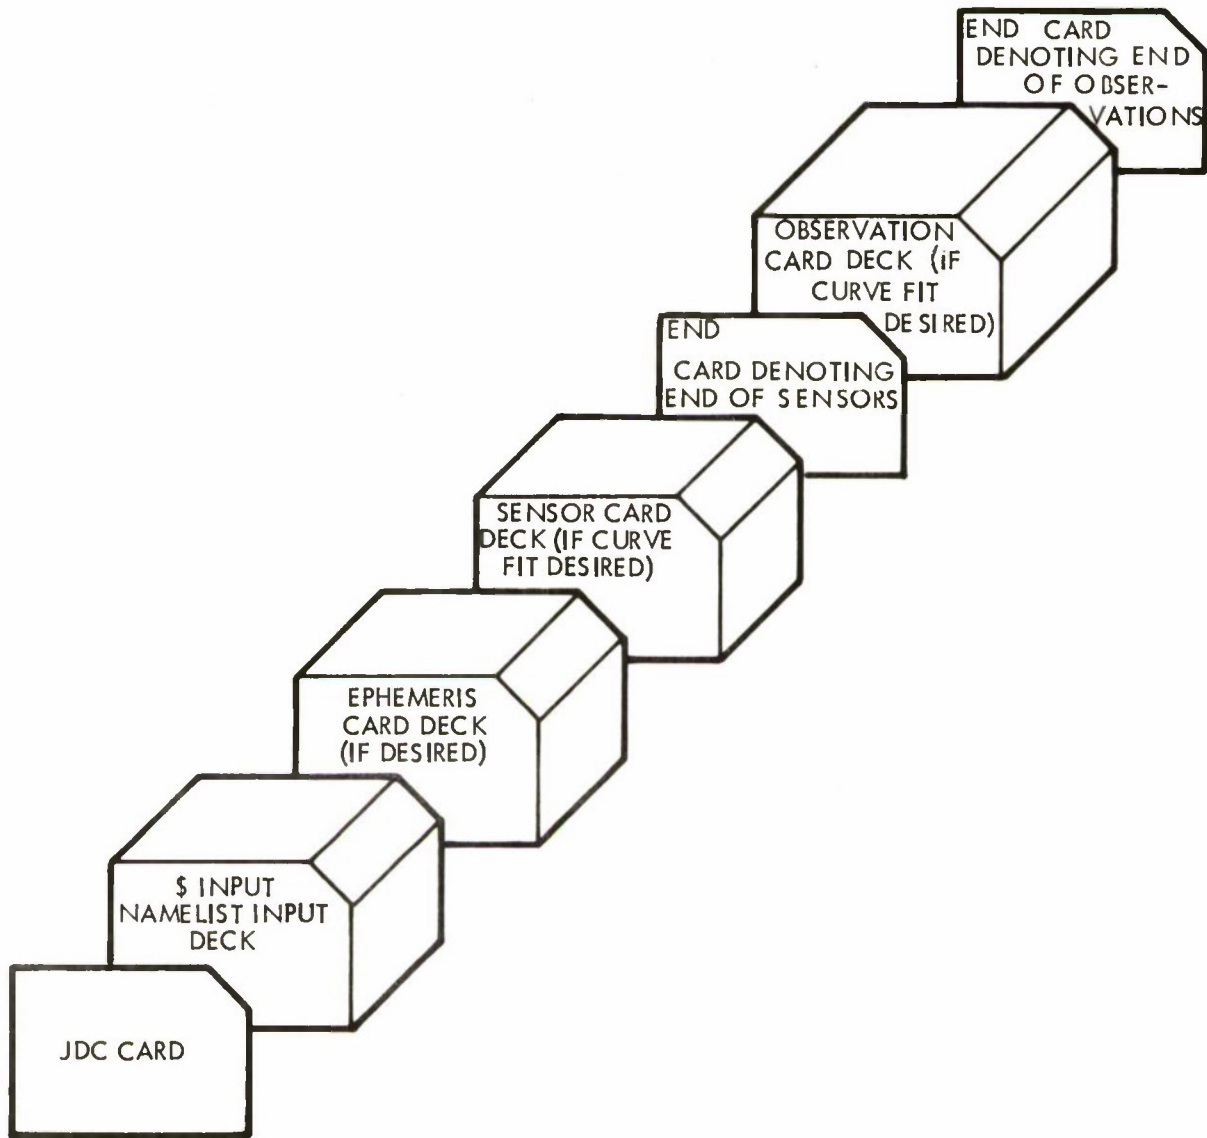 END CARD
DENOTING END
OF OBSER-
VATIONS
OBSERVATION
CARD DECK (IF
CURVE FIT
DESIRED)
END
CARD DENOTING
END OF SENSORS
SENSOR CARD
DECK (IF CURVE
FIT DESIRED)
EPHEMERIS
CARD DECK
(IF DESIRED)
$ INPUT
NAMELIST INPUT
DECK
JDC CARD